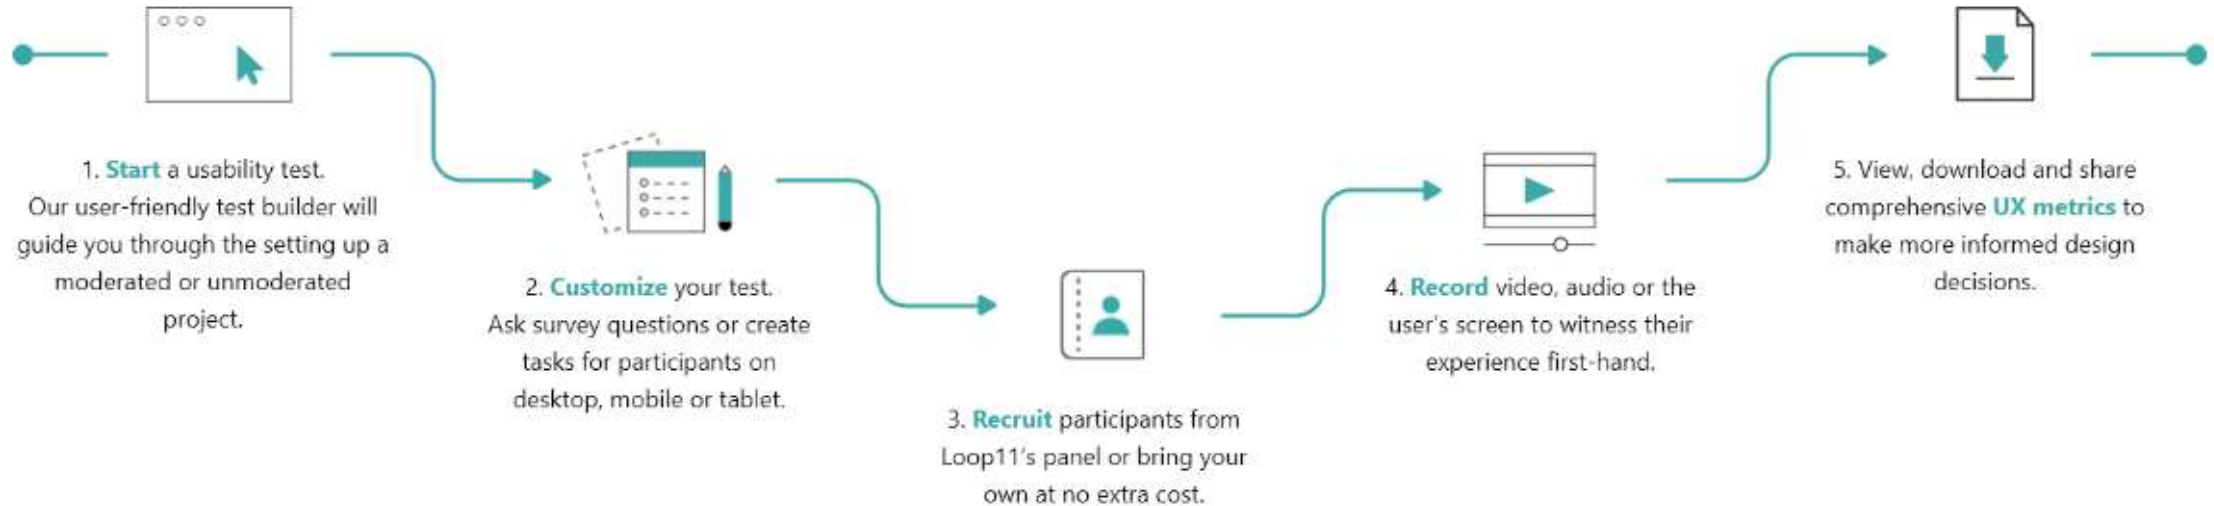 1. Start a usability test.
Our user-friendly test builder will
guide you through the setting up a
moderated or unmoderated
project.
2. Customize your test.
Ask survey questions or create
tasks for participants on
desktop, mobile or tablet.
3. Recruit participants from
Loop11's panel or bring your
own at no extra cost.
4. Record video, audio or the
user's screen to witness their
experience first-hand.
5. View, download and share
comprehensive UX metrics to
make more informed design
decisions.